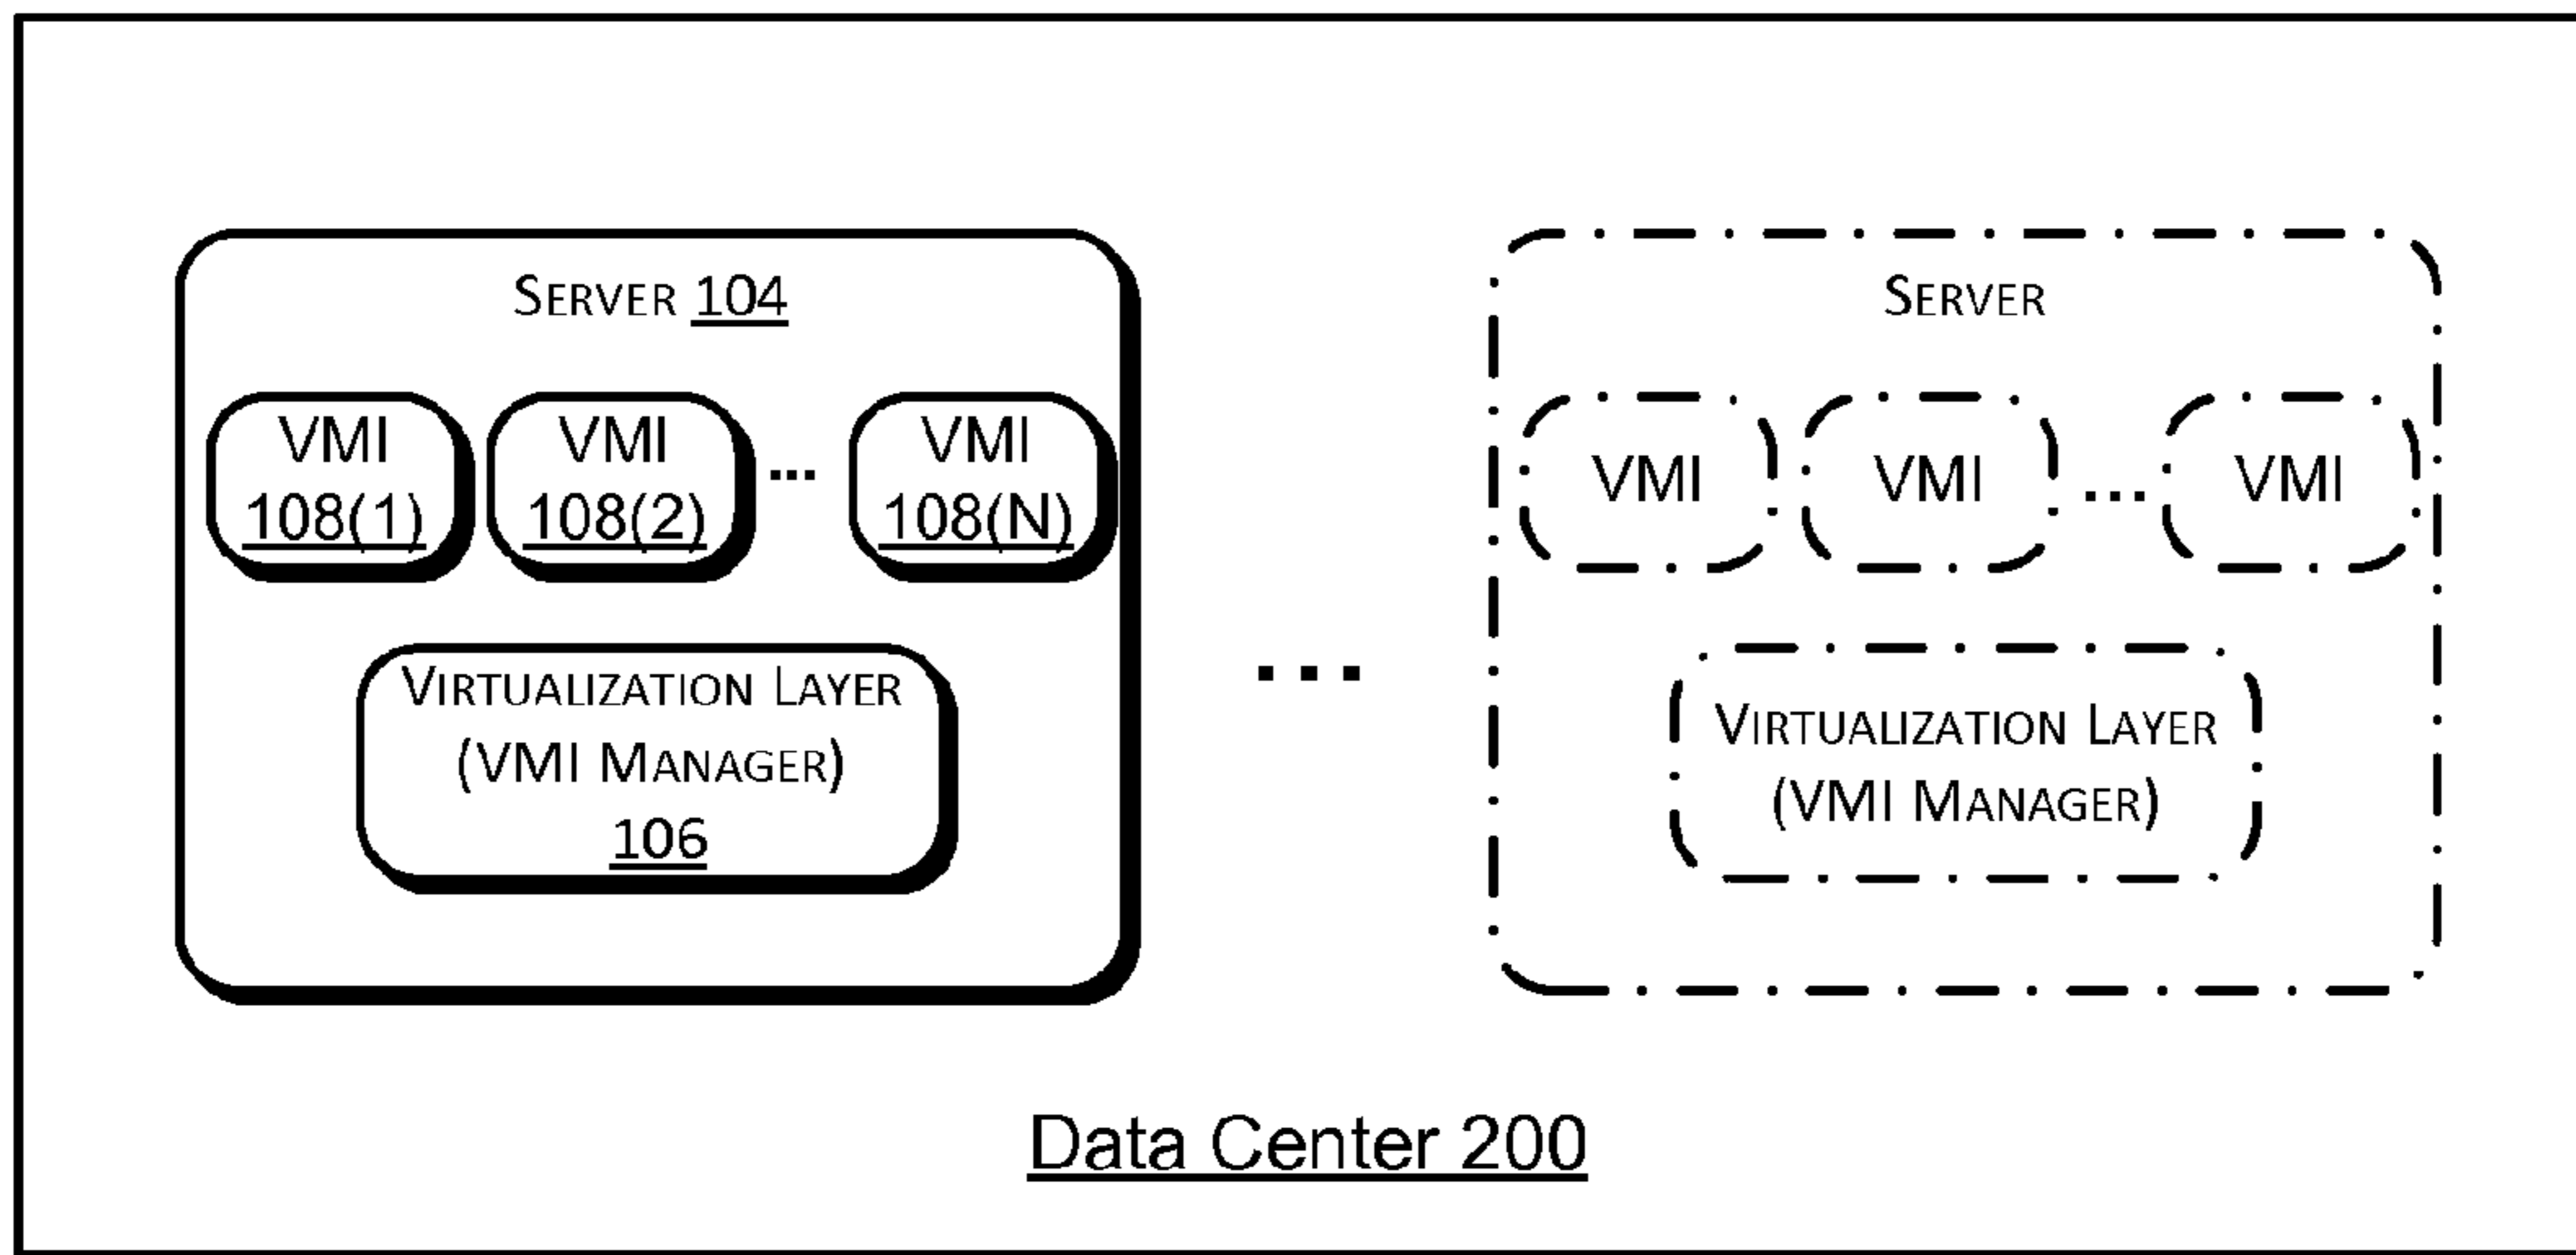 Server 104
VMI
108(1)
VMI
108(2)
...
VMI
108(N)
Virtualization Layer
(VMI Manager)
106
...
Server
VMI
VMI
...
VMI
Virtualization Layer
(VMI Manager)
Data Center 200